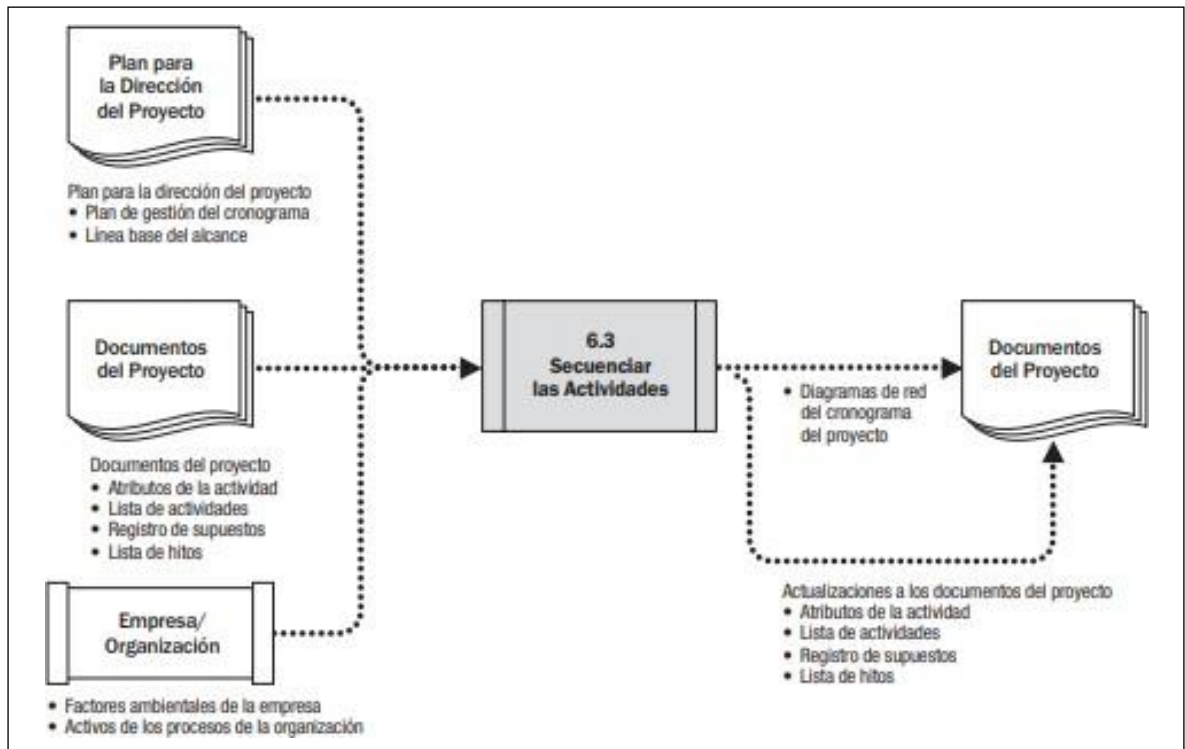 Plan para
la Dirección
del Proyecto
Plan para la dirección del proyecto
• Plan de gestión del cronograma
• Línea base del alcance
Documentos
del Proyecto
Documentos del proyecto
• Atributos de la actividad
• Lista de actividades
• Registro de supuestos
• Lista de hitos
Empresa/
Organización
• Factores ambientales de la empresa
• Activos de los procesos de la organización
6.3
Secuenciar
las Actividades
• Diagramas de red
del cronograma
del proyecto
Documentos
del Proyecto
Actualizaciones a los documentos del proyecto
• Atributos de la actividad
• Lista de actividades
• Registro de supuestos
• Lista de hitos